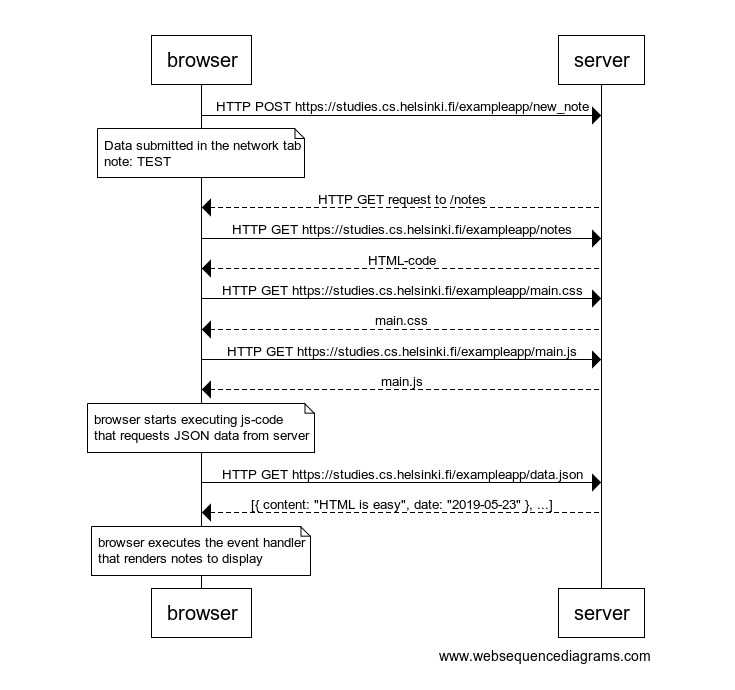 browser
server
HTTP POST https://studies.cs.helsinki.fi/exampleapp/new_note
Data submitted in the network tab
note: TEST
HTTP GET request to /notes
HTTP GET https://studies.cs.helsinki.fi/exampleapp/notes
HTML-code
HTTP GET https://studies.cs.helsinki.fi/exampleapp/main.css
main.css
HTTP GET https://studies.cs.helsinki.fi/exampleapp/main.js
main.js
browser starts executing js-code
that requests JSON data from server
HTTP GET https://studies.cs.helsinki.fi/exampleapp/data.json
[{ content: "HTML is easy", date: "2019-05-23" }, ...]
browser executes the event handler
that renders notes to display
browser
server
www.websequencediagrams.com